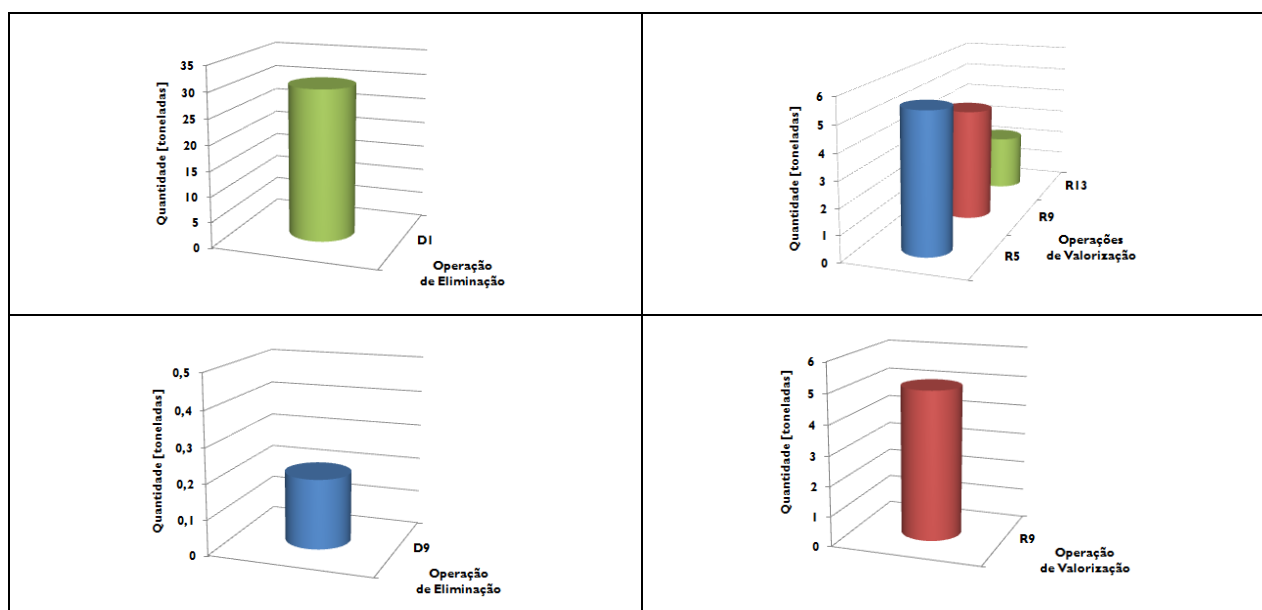 Quantidade [toneladas]
35
30
25
20
15
10
5
0
D1
Operação
de Eliminação
Quantidade [toneladas]
6
5
4
3
2
1
0
R13
R9
R5
Operações
de Valorização
Quantidade [toneladas]
0,5
0,4
0,3
0,2
0,1
0
D9
Operação
de Eliminação
Quantidade [toneladas]
6
5
4
3
2
1
0
R9
Operação
de Valorização